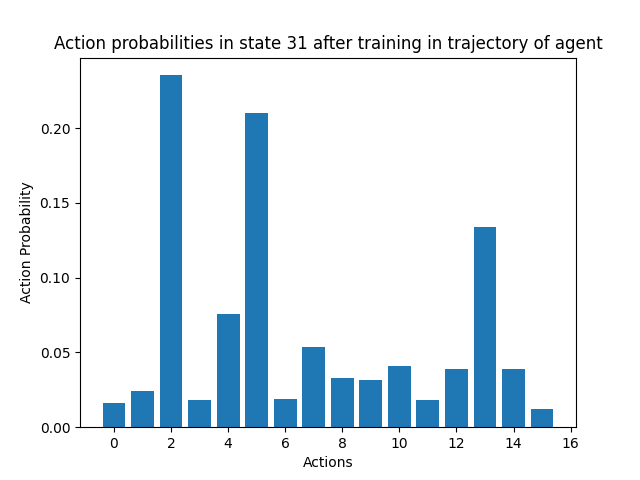 Action probabilities in state 31 after training in trajectory of agent
Action Probability
0.20
0.15
0.10
0.05
0.00
0 2 4 6 8 10 12 14 16
Actions